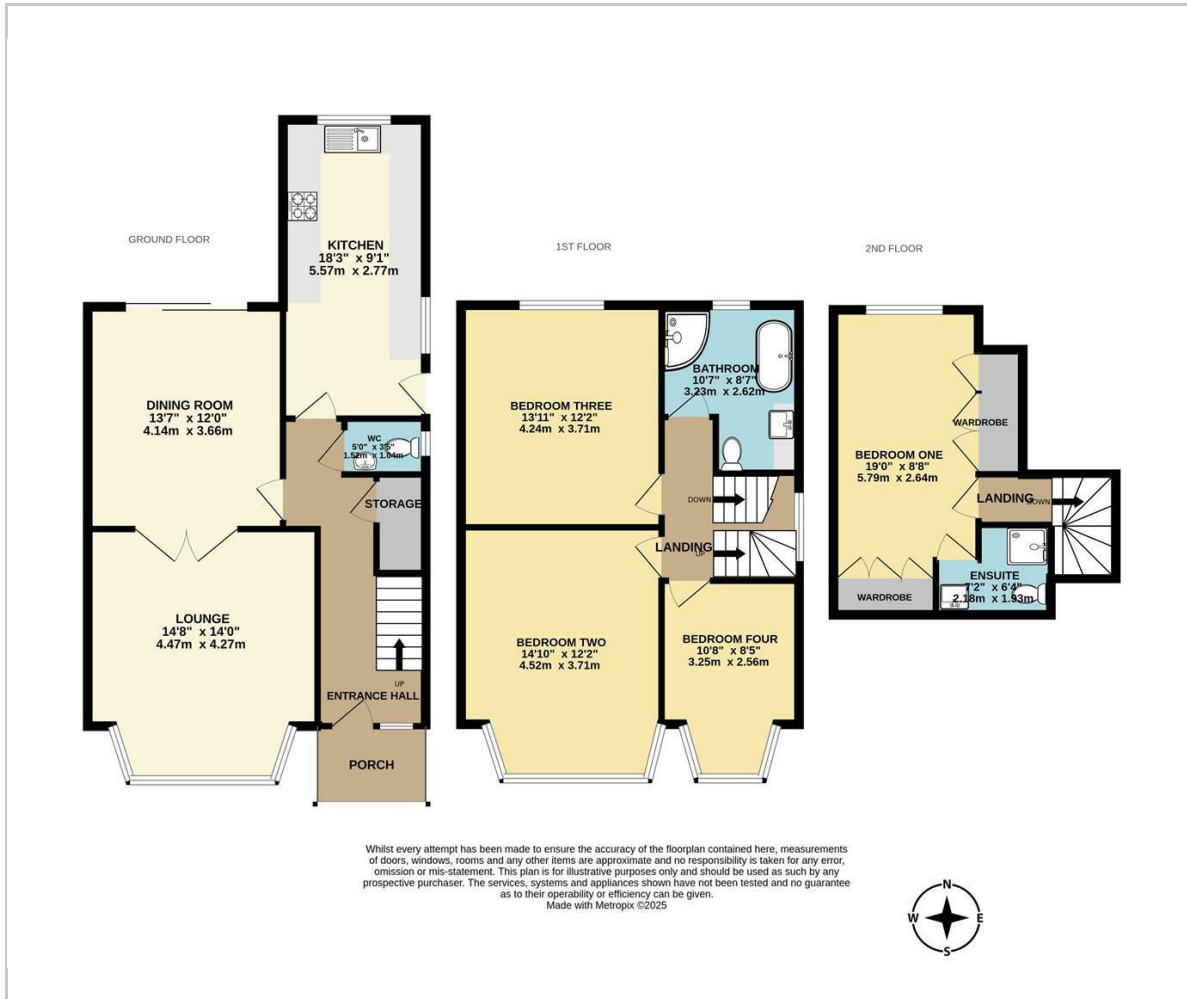 GROUND FLOOR
KITCHEN
18'3" x 9'1"
5.57m x 2.77m
DINING ROOM
13'7" x 12'0"
4.14m x 3.66m
WC
5'0" x 3'5"
1.52m x 1.04m
STORAGE
LOUNGE
14'8" x 14'0"
4.47m x 4.27m
UP
ENTRANCE HALL
PORCH
1ST FLOOR
BATHROOM
10'7" x 8'7"
3.23m x 2.62m
BEDROOM THREE
13'11" x 12'2"
4.24m x 3.71m
DOWN
LANDING
UP
BEDROOM TWO
14'10" x 12'2"
4.52m x 3.71m
BEDROOM FOUR
10'8" x 8'5"
3.25m x 2.56m
2ND FLOOR
WARDROBE
BEDROOM ONE
19'0" x 8'8"
5.79m x 2.64m
LANDING
DOWN
ENSUITE
7'2" x 6'4"
2.18m x 1.93m
WARDROBE
Whilst every attempt has been made to ensure the accuracy of the floorplan contained here, measurements
of doors, windows, rooms and any other items are approximate and no responsibility is taken for any error,
omission or mis-statement. This plan is for illustrative purposes only and should be used as such by any
prospective purchaser. The services, systems and appliances shown have not been tested and no guarantee
as to their operability or efficiency can be given.
Made with Metropix ©2025
N
W E
S